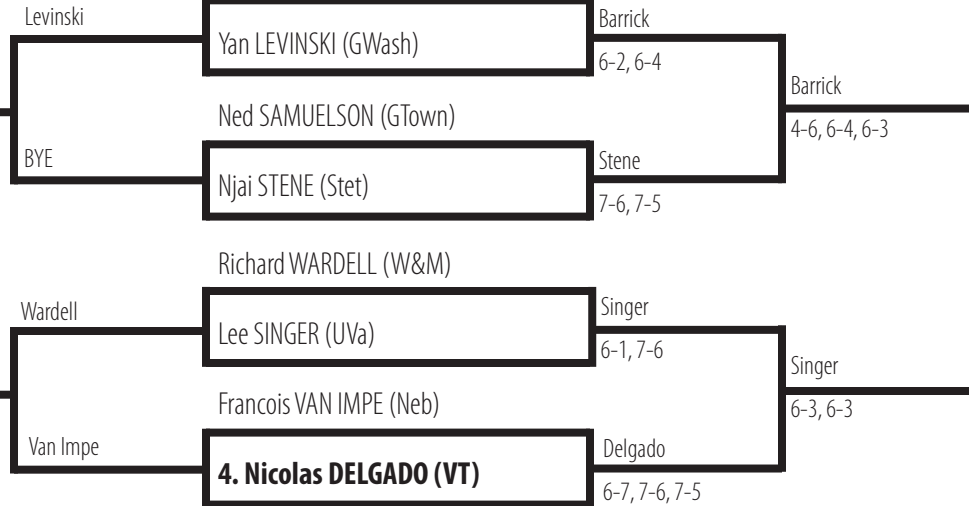 Levinski
Yan LEVINSKI (GWash)
Barrick
6-2, 6-4
Barrick
4-6, 6-4, 6-3
Ned SAMUELSON (GTown)
BYE
Njai STENE (Stet)
Stene
7-6, 7-5
Richard WARDELL (W&M)
Wardell
Lee SINGER (UVa)
Singer
6-1, 7-6
Singer
6-3, 6-3
Francois VAN IMPE (Neb)
Van Impe
4. Nicolas DELGADO (VT)
Delgado
6-7, 7-6, 7-5